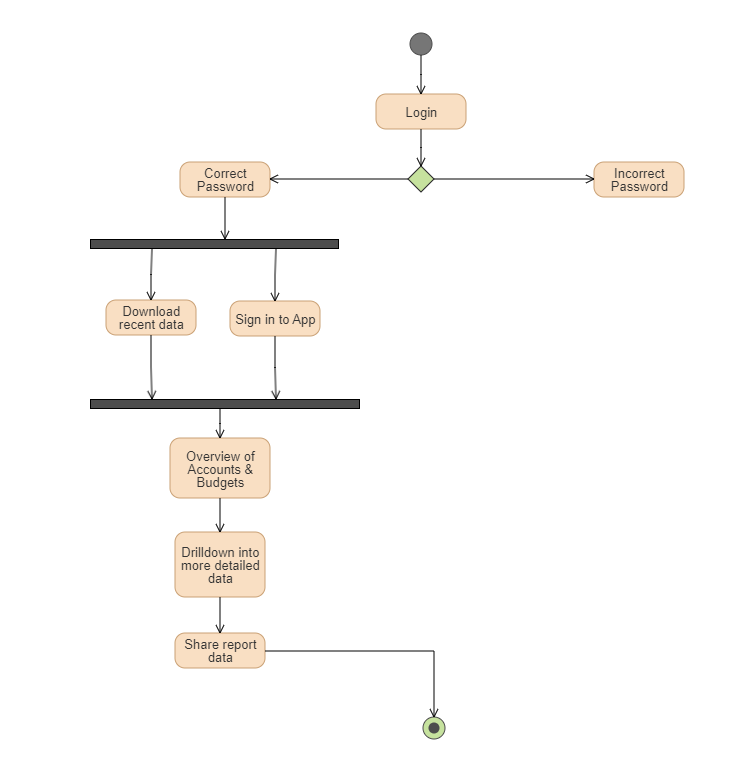 Login
Correct
Password
Incorrect
Password
Download
recent data
Sign in to App
Overview of
Accounts &
Budgets
Drilldown into
more detailed
data
Share report
data